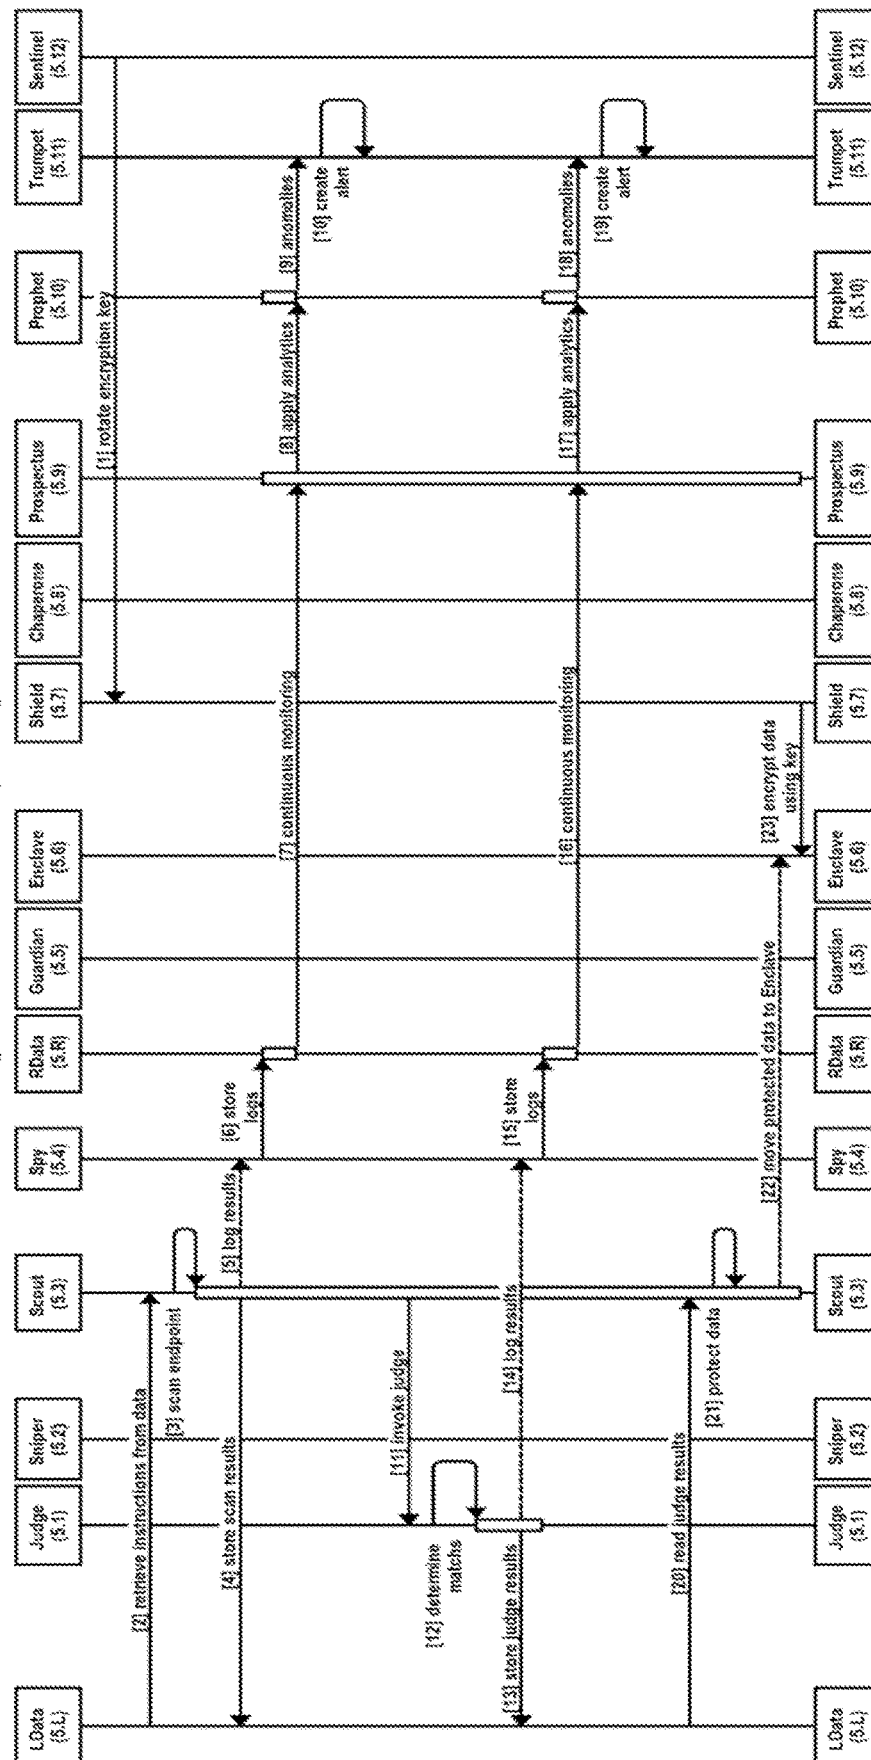 LData
(5.L)
Judge
(5.1)
Sniper
(5.2)
Scout
(5.3)
Spy
(5.4)
RData
(5.R)
Guardian
(5.5)
Enclave
(5.6)
Shield
(5.7)
Chaperone
(5.8)
Prospectus
(5.9)
Prophet
(5.10)
Trumpet
(5.11)
Sentinel
(5.12)
[1] rotate encryption key
[2] retrieve instructions from data
[3] scan endpoint
[4] store scan results
[5] log results
[6] store
logs
[7] continuous monitoring
[8] apply analytics
[9] anomolies
[10] create
alert
[11] invoke judge
[12] determine
matchs
[13] store judge results
[14] log results
[15] store
logs
[16] continuous monitoring
[17] apply analytics
[18] anomolies
[19] create
alert
[20] read judge results
[21] protect data
[22] move protected data to Enclave
[23] encrypt data
using key
LData
(5.L)
Judge
(5.1)
Sniper
(5.2)
Scout
(5.3)
Spy
(5.4)
RData
(5.R)
Guardian
(5.5)
Enclave
(5.6)
Shield
(5.7)
Chaperone
(5.8)
Prospectus
(5.9)
Prophet
(5.10)
Trumpet
(5.11)
Sentinel
(5.12)